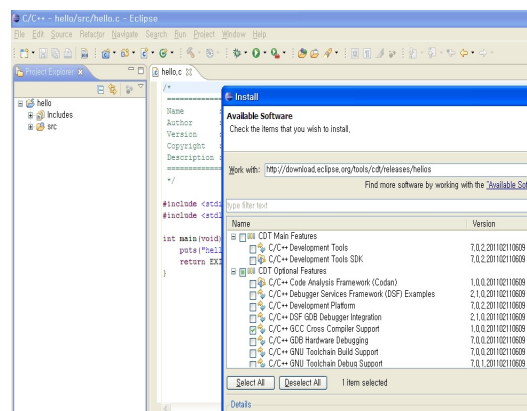 C/C++ - hello/src/hello.c - Eclipse
File Edit Source Refactor Navigate Search Run Project Window Help
Project Explorer
hello
Includes
src
hello.c
/*
Name :
Author :
Version :
Copyright :
Description :
*/
#include <stdi
#include <stdl
int main(void)
puts("hell
return EXI
}
Install
Available Software
Check the items that you wish to install.
Work with: http://download.eclipse.org/tools/cdt/releases/helios
Find more software by working with the "Available Sof
type filter text
Name Version
CDT Main Features
C/C++ Development Tools 7.0.2.201102110609
C/C++ Development Tools SDK 7.0.2.201102110609
CDT Optional Features
C/C++ Code Analysis Framework (Codan) 1.0.0.201102110609
C/C++ Debugger Services Framework (DSF) Examples 2.1.0.201102110609
C/C++ Development Platform 7.0.2.201102110609
C/C++ DSF GDB Debugger Integration 2.1.0.201102110609
C/C++ GCC Cross Compiler Support 1.0.0.201102110609
C/C++ GDB Hardware Debugging 7.0.0.201102110609
C/C++ GNU Toolchain Build Support 7.0.0.201102110609
C/C++ GNU Toolchain Debug Support 7.0.1.201102110609
Select All Deselect All 1 item selected
Details